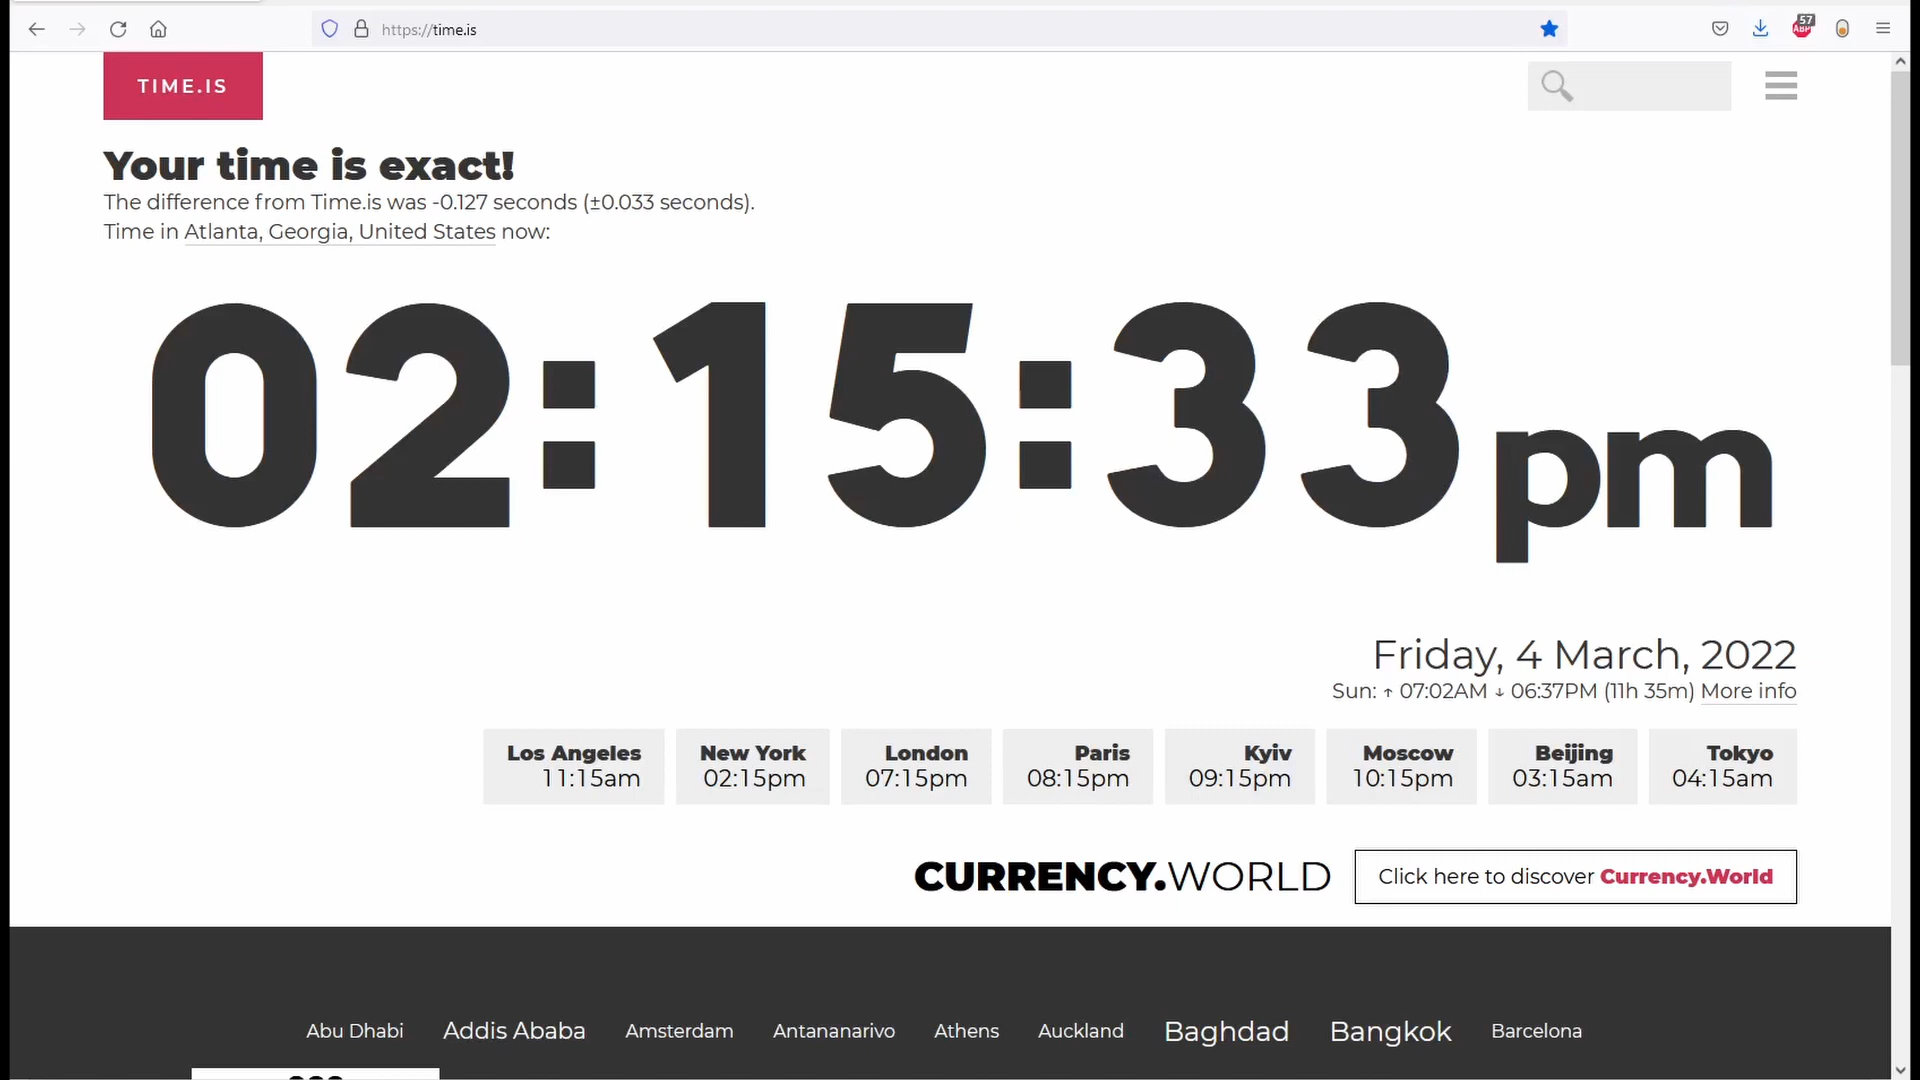 https://time.is
57
ABP
TIME.IS
Your time is exact!
The difference from Time.is was -0.127 seconds (±0.033 seconds).
Time in Atlanta, Georgia, United States now:
02:15:33 pm
Friday, 4 March, 2022
Sun: ↑ 07:02AM ↓ 06:37PM (11h 35m) More info
Los Angeles New York London Paris Kyiv Moscow Beijing Tokyo
11:15am 02:15pm 07:15pm 08:15pm 09:15pm 10:15pm 03:15am 04:15am
CURRENCY.WORLD Click here to discover Currency.World
Abu Dhabi Addis Ababa Amsterdam Antananarivo Athens Auckland Baghdad Bangkok Barcelona